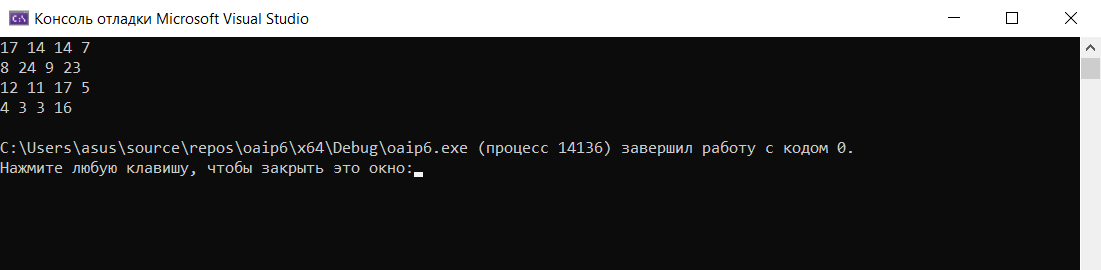 Консоль отладки Microsoft Visual Studio
17 14 14 7
8 24 9 23
12 11 17 5
4 3 3 16
C:\Users\asus\source\repos\oaip6\x64\Debug\oaip6.exe (процесс 14136) завершил работу с кодом 0.
Нажмите любую клавишу, чтобы закрыть это окно: